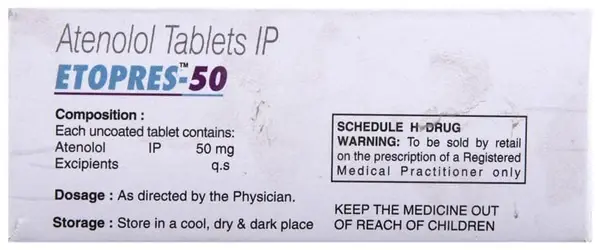 Atenolol Tablets IP
ETOPRES™-50
Composition :
Each uncoated tablet contains:
Atenolol IP 50 mg
Excipients q.s
Dosage : As directed by the Physician.
Storage : Store in a cool, dry & dark place
SCHEDULE H DRUG
WARNING: To be sold by retail
on the prescription of a Registered
Medical Practitioner only
KEEP THE MEDICINE OUT
OF REACH OF CHILDREN